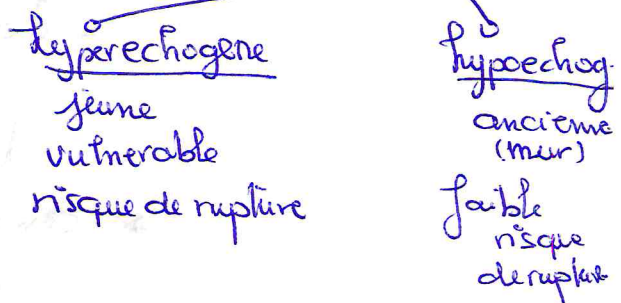 hyperechogene
jeune
vulnerable
risque de rupture
hypoechog.
ancienne
(mur)
faible
risque
de rupture